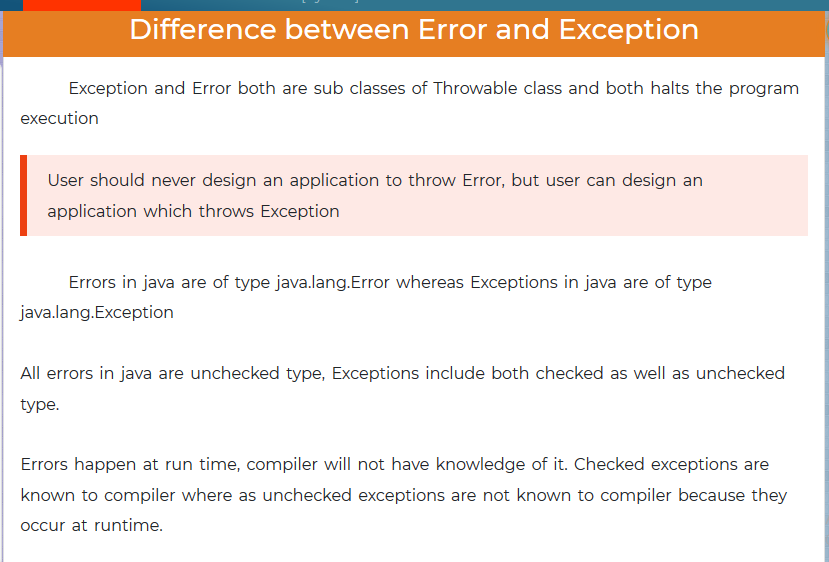 Difference between Error and Exception
Exception and Error both are sub classes of Throwable class and both halts the program
execution
User should never design an application to throw Error, but user can design an
application which throws Exception
Errors in java are of type java.lang.Error whereas Exceptions in java are of type
java.lang.Exception
All errors in java are unchecked type, Exceptions include both checked as well as unchecked
type.
Errors happen at run time, compiler will not have knowledge of it. Checked exceptions are
known to compiler where as unchecked exceptions are not known to compiler because they
occur at runtime.